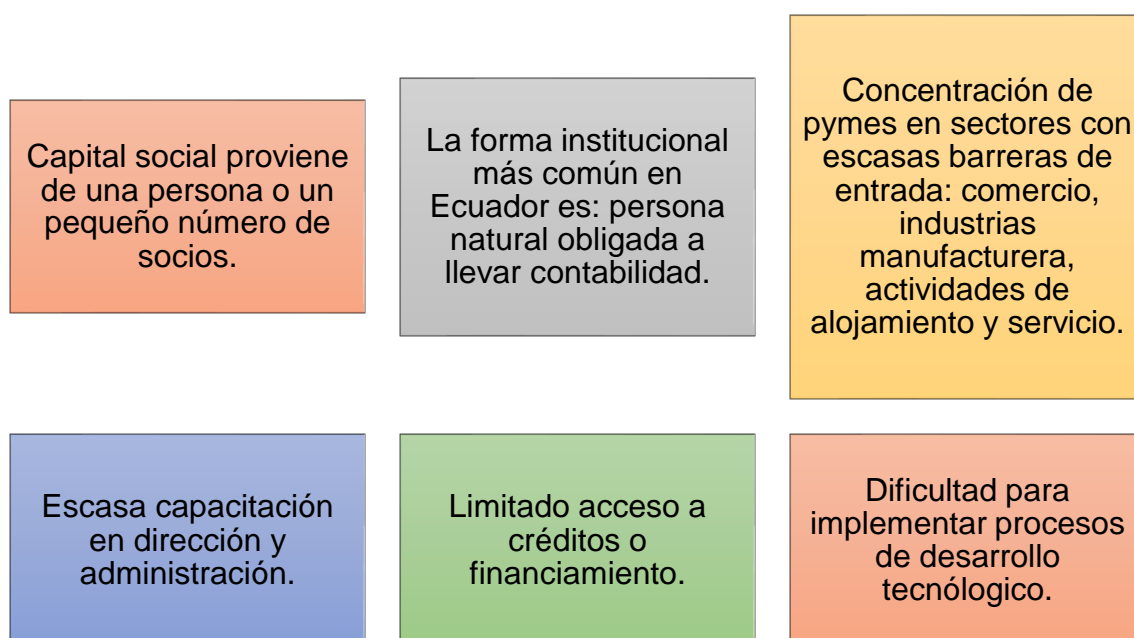 Capital social proviene
de una persona o un
pequeño número de
socios.
La forma institucional
más común en
Ecuador es: persona
natural obligada a
llevar contabilidad.
Concentración de
pymes en sectores con
escasas barreras de
entrada: comercio,
industrias
manufacturera,
actividades de
alojamiento y servicio.
Escasa capacitación
en dirección y
administración.
Limitado acceso a
créditos o
financiamiento.
Dificultad para
implementar procesos
de desarrollo
tecnólogico.